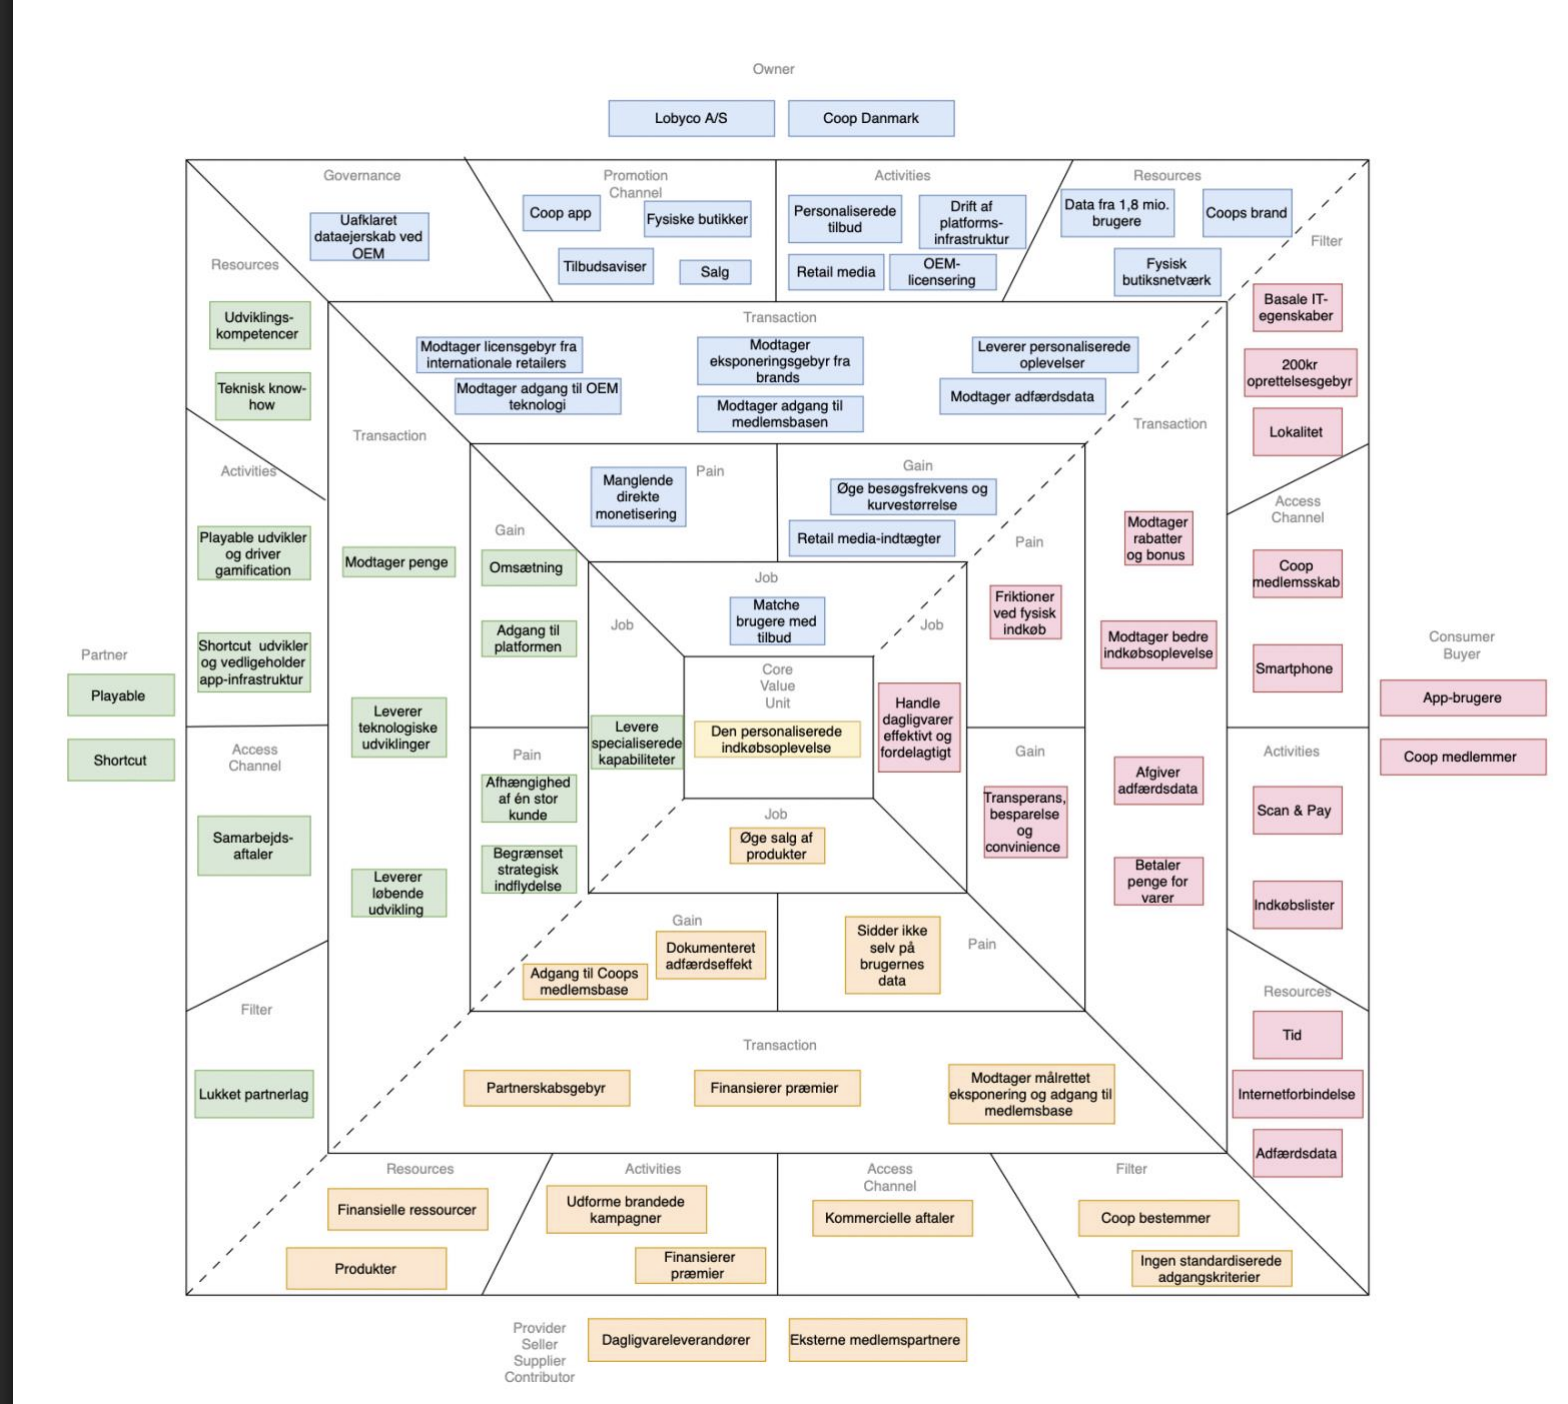 Owner
Lobyco A/S
Coop Danmark
Governance
Uafklaret
dataejerskab ved
OEM
Promotion
Channel
Coop app
Fysiske butikker
Tilbudsaviser
Salg
Activities
Personaliserede
tilbud
Drift af
platforms-
infrastruktur
Retail media
OEM-
licensering
Resources
Data fra 1,8 mio.
brugere
Coops brand
Fysisk
butiksnetværk
Transaction
Modtager licensgebyr fra
internationale retailers
Modtager adgang til OEM
teknologi
Modtager
eksponeringsgebyr fra
brands
Modtager adgang til
medlemsbasen
Leverer personaliserede
oplevelser
Modtager adfærdsdata
Pain
Manglende
direkte
monetisering
Gain
Øge besøgsfrekvens og
kurvestørrelse
Retail media-indtægter
Job
Matche
brugere med
tilbud
Partner
Playable
Shortcut
Resources
Udviklings-
kompetencer
Teknisk know-
how
Activities
Playable udvikler
og driver
gamification
Shortcut udvikler
og vedligeholder
app-infrastruktur
Access
Channel
Samarbejds-
aftaler
Filter
Lukket partnerlag
Transaction
Modtager penge
Leverer
teknologiske
udviklinger
Leverer
løbende
udvikling
Gain
Omsætning
Adgang til
platformen
Pain
Afhængighed
af én stor
kunde
Begrænset
strategisk
indflydelse
Job
Levere
specialiserede
kapabiliteter
Core
Value
Unit
Den personaliserede
indkøbsoplevelse
Job
Handle
dagligvarer
effektivt og
fordelagtigt
Pain
Friktioner
ved fysisk
indkøb
Gain
Transperans,
besparelse
og
convinience
Transaction
Modtager
rabatter
og bonus
Modtager bedre
indkøbsoplevelse
Afgiver
adfærdsdata
Betaler
penge for
varer
Filter
Basale IT-
egenskaber
200kr
oprettelsesgebyr
Lokalitet
Access
Channel
Coop
medlemsskab
Smartphone
Activities
Scan & Pay
Indkøbslister
Resources
Tid
Internetforbindelse
Adfærdsdata
Consumer
Buyer
App-brugere
Coop medlemmer
Job
Øge salg af
produkter
Gain
Dokumenteret
adfærdseffekt
Adgang til Coops
medlemsbase
Pain
Sidder ikke
selv på
brugernes
data
Transaction
Partnerskabsgebyr
Finansierer præmier
Modtager målrettet
eksponering og adgang til
medlemsbase
Resources
Finansielle ressourcer
Produkter
Activities
Udforme brandede
kampagner
Finansierer
præmier
Access
Channel
Kommercielle aftaler
Filter
Coop bestemmer
Ingen standardiserede
adgangskriterier
Provider
Seller
Supplier
Contributor
Dagligvareleverandører
Eksterne medlemspartnere